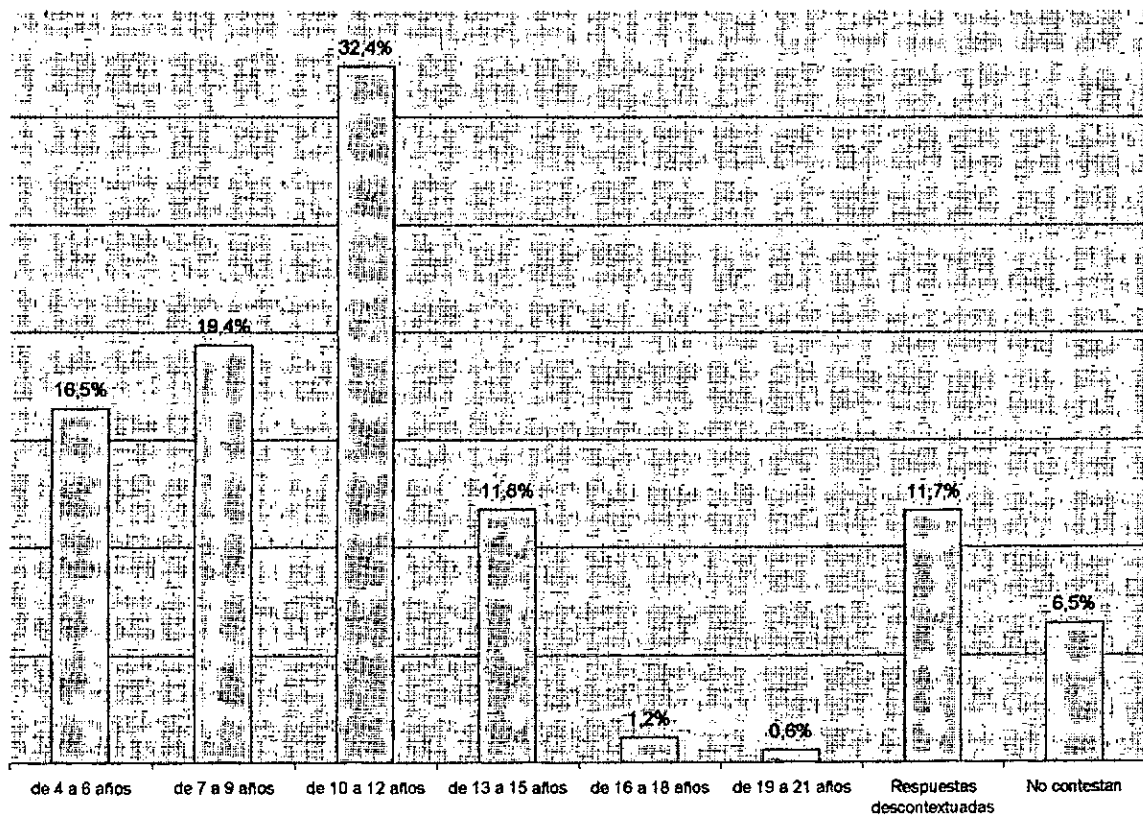 32,4%
19,4%
16,5%
11,8%
11,7%
6,5%
1,2%
0,6%
de 4 a 6 años
de 7 a 9 años
de 10 a 12 años
de 13 a 15 años
de 16 a 18 años
de 19 a 21 años
Respuestas
descontextuadas
No contestan